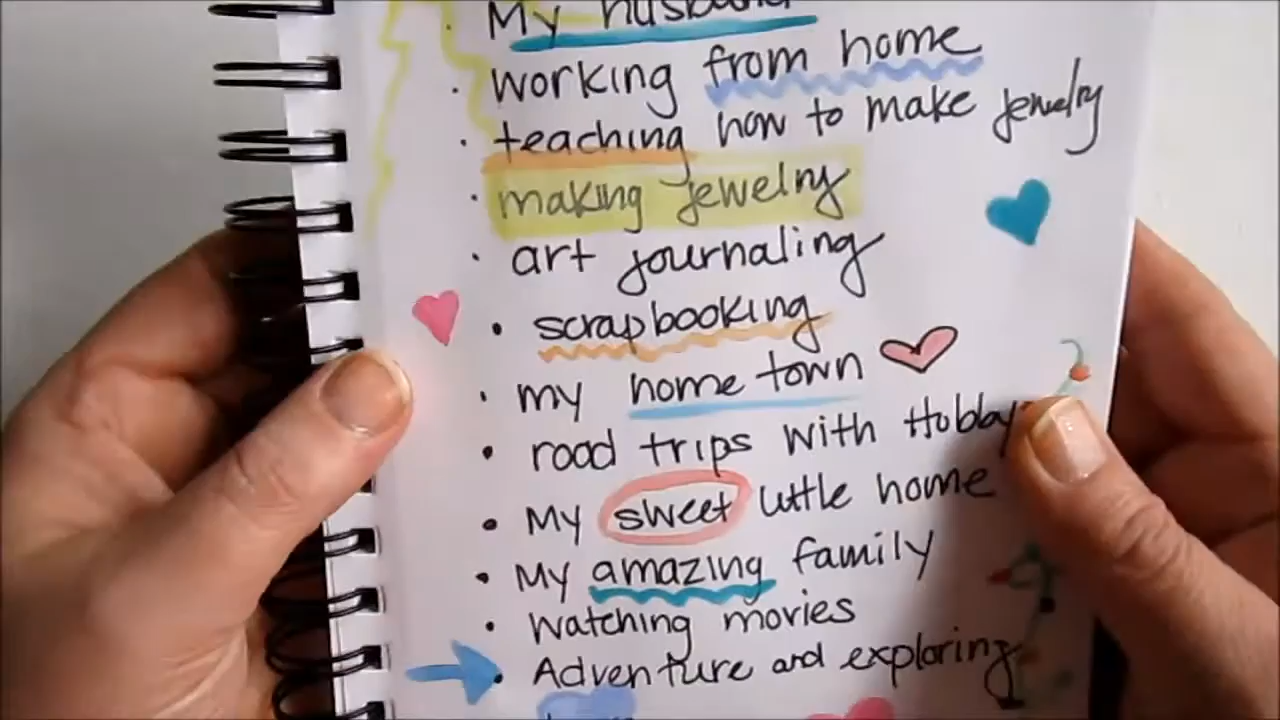 My husband
• working from home
• teaching how to make jewelry
• making jewelry
• art journaling
• scrapbooking
• my home town
• road trips with Hubby
• My sweet little home
• My amazing family
• Watching movies
• Adventure and exploring